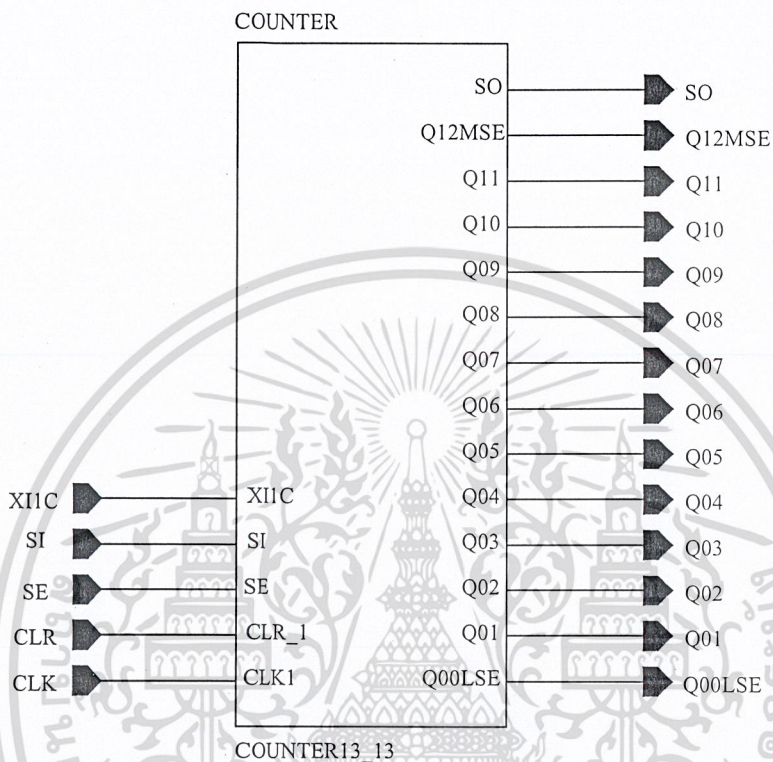 COUNTER
SO SO
Q12MSE Q12MSE
Q11 Q11
Q10 Q10
Q09 Q09
Q08 Q08
Q07 Q07
Q06 Q06
Q05 Q05
XI1C XI1C Q04 Q04
SI SI Q03 Q03
SE SE Q02 Q02
CLR CLR_1 Q01 Q01
CLK CLK1 Q00LSE Q00LSE
COUNTER13_13